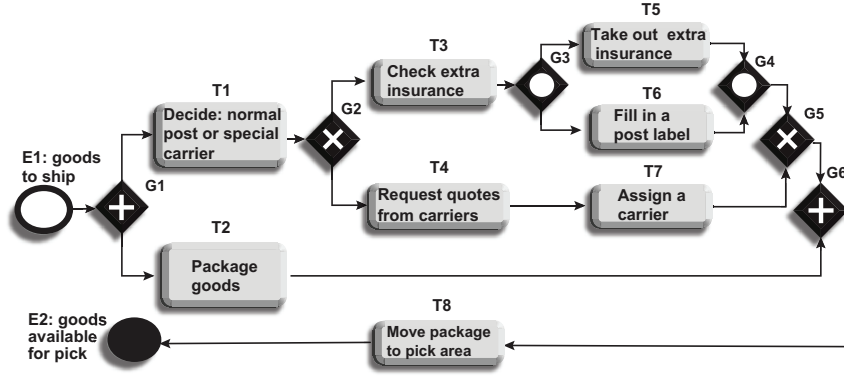 T5
Take out extra
insurance
T3
G3
G4
Check extra
insurance
T1
G2
T6
Decide: normal
post or special
carrier
Fill in a
post label
G5
E1: goods
to ship
G1
T4
T7
G6
Request quotes
from carriers
Assign a
carrier
T2
Package
goods
E2: goods
available
for pick
T8
Move package
to pick area